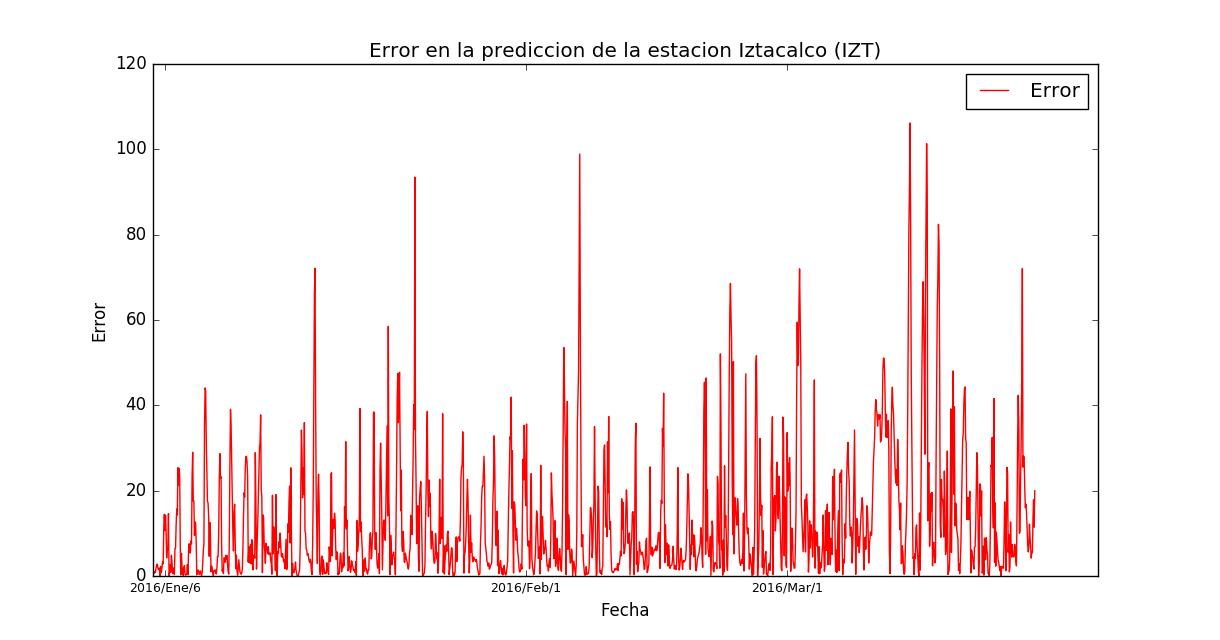 Error en la prediccion de la estacion Iztacalco (IZT)
120
Error
100
80
60
Error
40
20
0
2016/Ene/6 2016/Feb/1 2016/Mar/1
Fecha